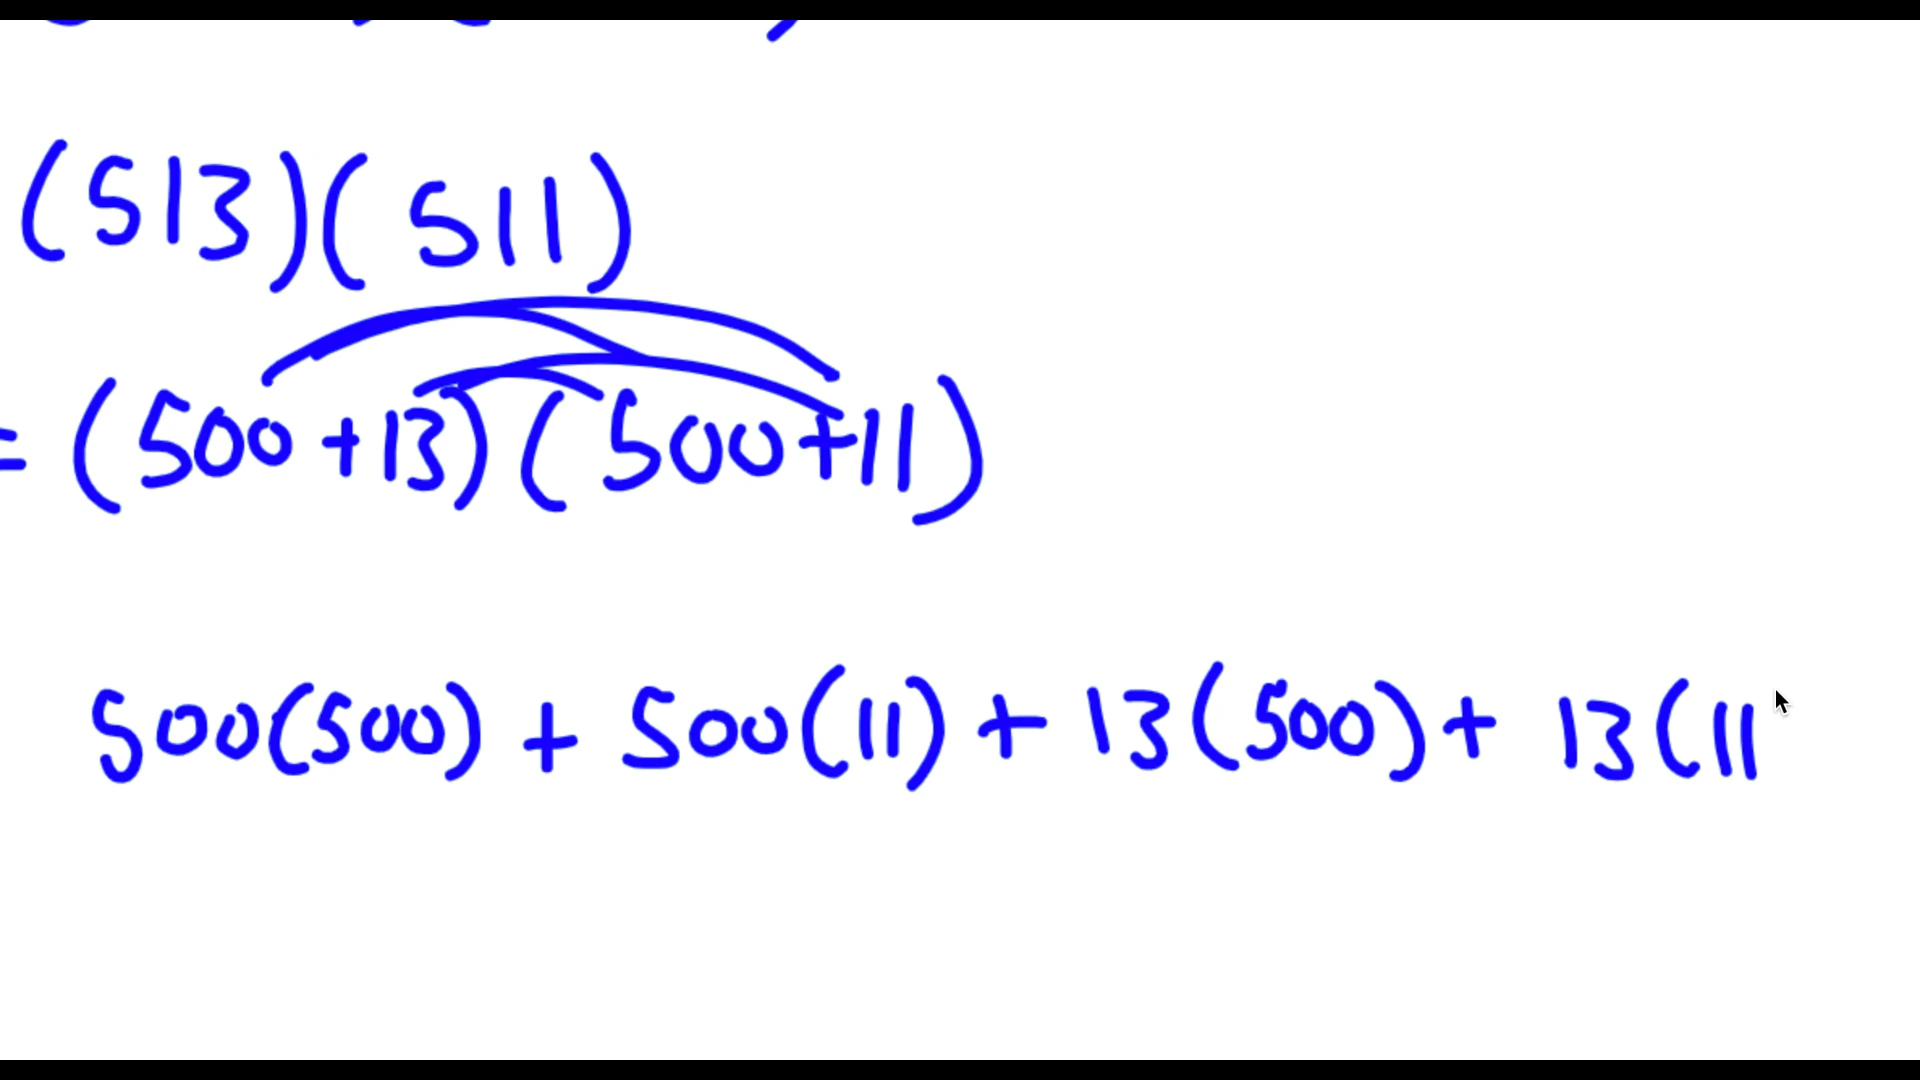 (513)(511)
= (500+13)(500+11)
500(500) + 500(11) + 13(500) + 13(11